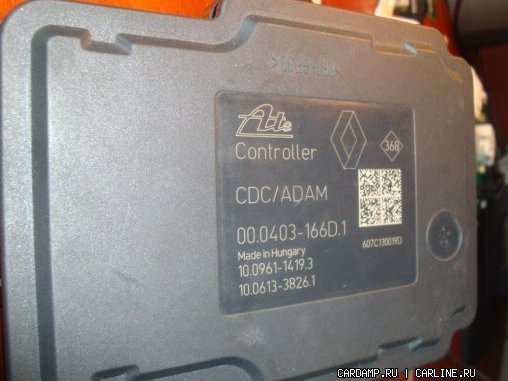 Ate
368
Controller
CDC/ADAM
00.0403-166D.1
607C130019D
Made in Hungary
10.0961-1419.3
10.0613-3826.1
CARDAMP.RU | CARLINE.RU